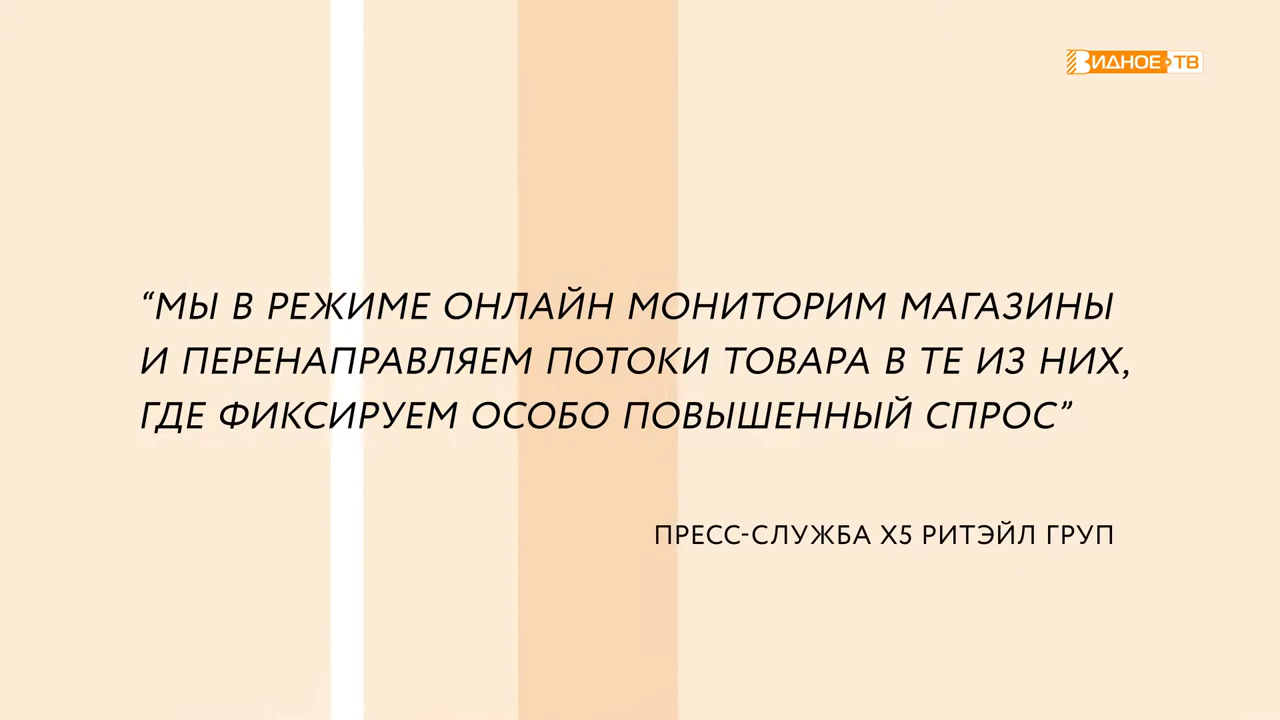 ВИДНОЕ ТВ
“МЫ В РЕЖИМЕ ОНЛАЙН МОНИТОРИМ МАГАЗИНЫ
И ПЕРЕНАПРАВЛЯЕМ ПОТОКИ ТОВАРА В ТЕ ИЗ НИХ,
ГДЕ ФИКСИРУЕМ ОСОБО ПОВЫШЕННЫЙ СПРОС”
ПРЕСС-СЛУЖБА Х5 РИТЭЙЛ ГРУП